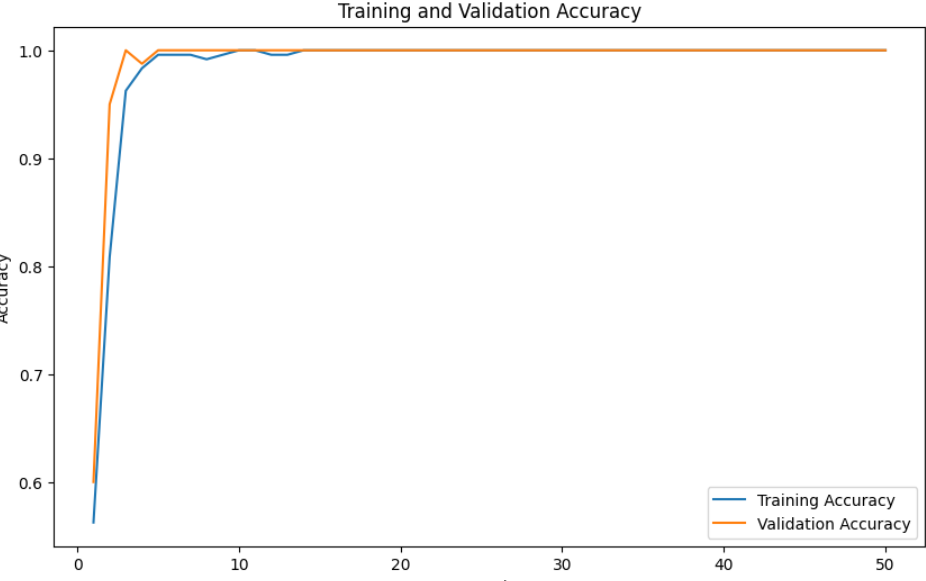 Training and Validation Accuracy
1.0
0.9
0.8
0.7
0.6
Accuracy
Training Accuracy
Validation Accuracy
0 10 20 30 40 50